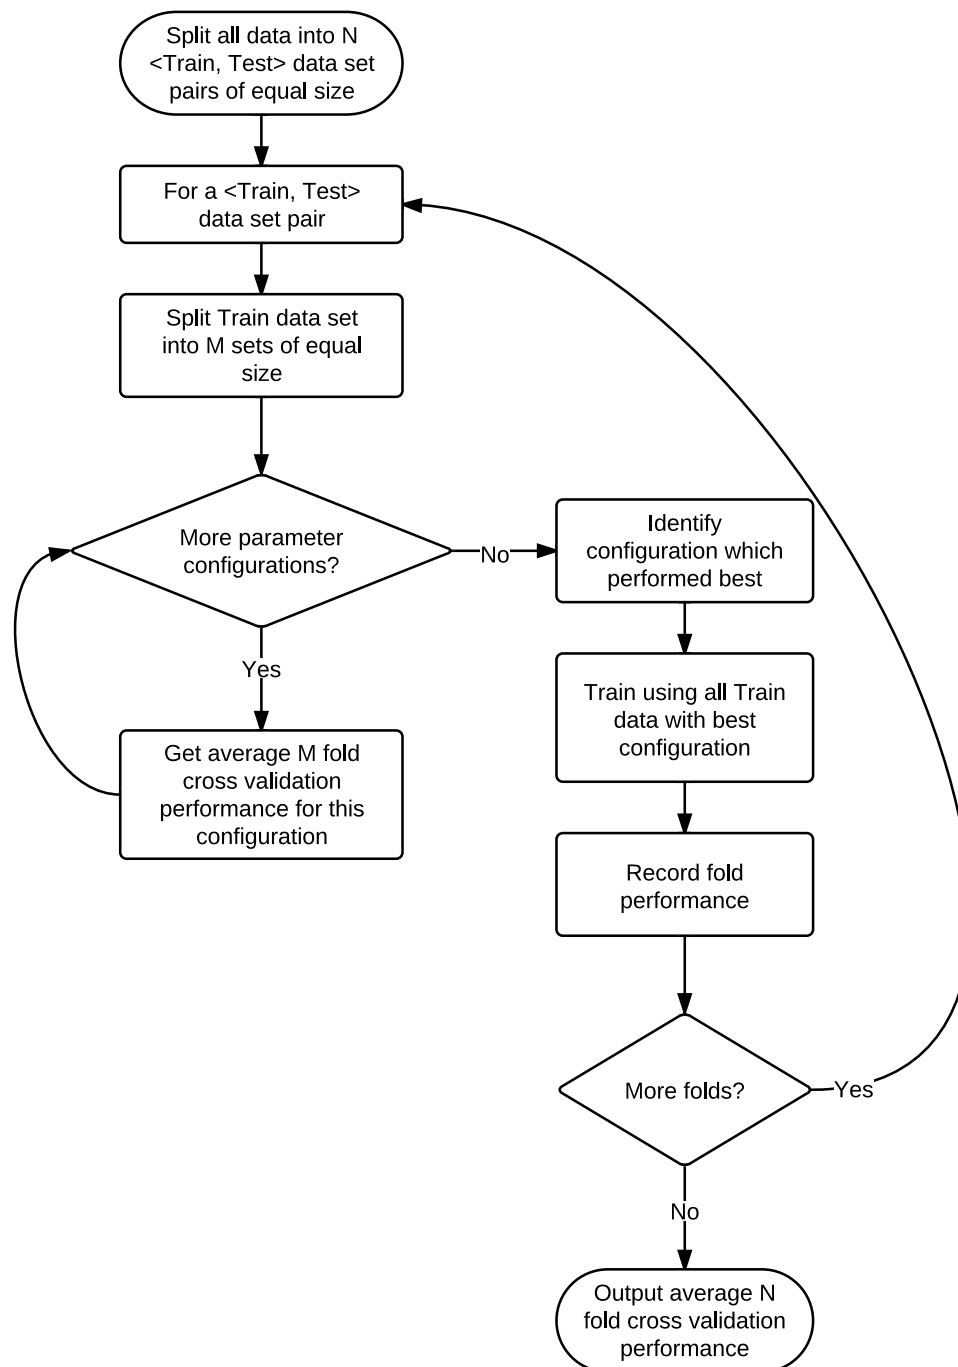 Split all data into N
<Train, Test> data set
pairs of equal size
For a <Train, Test>
data set pair
Split Train data set
into M sets of equal
size
More parameter
configurations?
No
Yes
Get average M fold
cross validation
performance for this
configuration
Identify
configuration which
performed best
Train using all Train
data with best
configuration
Record fold
performance
More folds?
Yes
No
Output average N
fold cross validation
performance